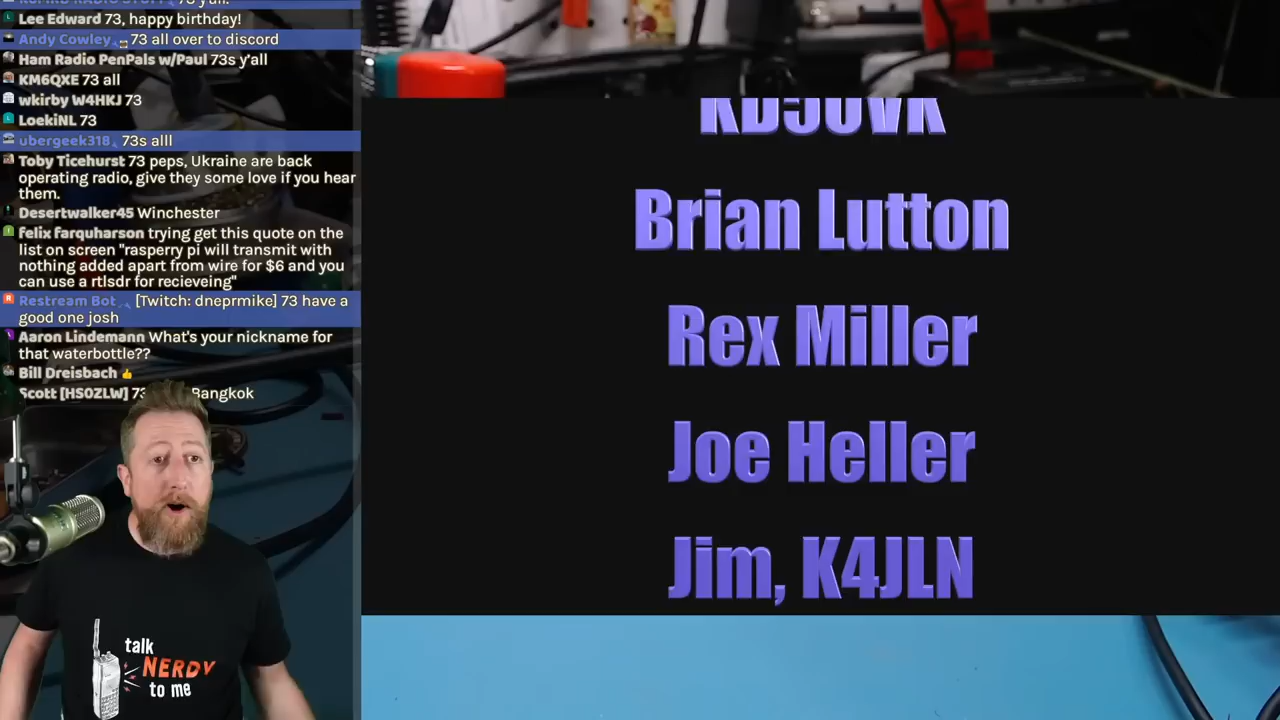 Lee Edward 73, happy birthday!
Andy Cowley 73 all over to discord
Ham Radio PenPals w/Paul 73s y'all
KM6QXE 73 all
wkirby W4HKJ 73
LoekiNL 73
ubergeek318 73s alll
Toby Ticehurst 73 peps, Ukraine are back
operating radio, give they some love if you hear
them.
Desertwalker45 Winchester
felix farquharson trying get this quote on the
list on screen "rasperry pi will transmit with
nothing added apart from wire for $6 and you
can use a rtlsdr for recieveing"
Restream Bot [Twitch: dneprmike] 73 have a
good one josh
Aaron Lindemann What's your nickname for
that waterbottle??
Bill Dreisbach 👍
Scott [HS0ZLW] 73 Bangkok
talk
NERDY
to me
Brian Lutton
Rex Miller
Joe Heller
Jim, K4JLN